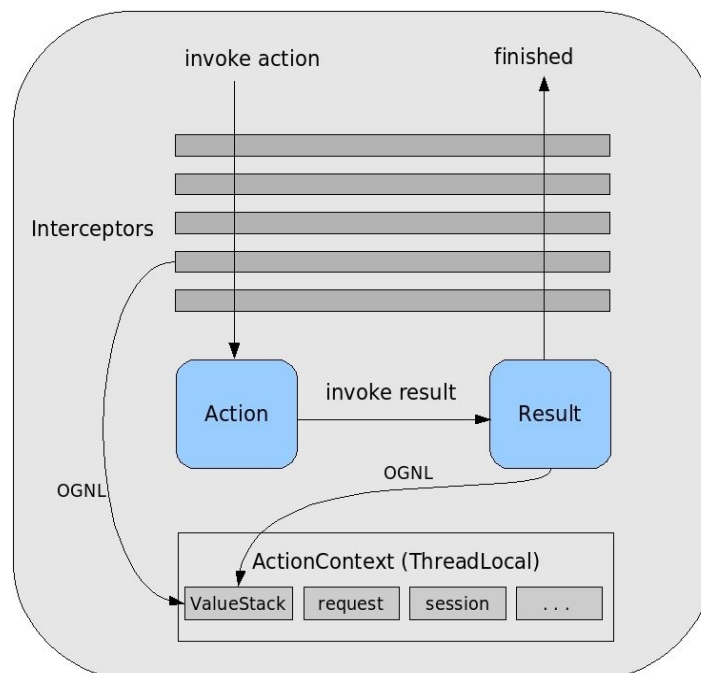 invoke action
finished
Interceptors
Action
invoke result
Result
OGNL
OGNL
ActionContext (ThreadLocal)
ValueStack
request
session
. . .